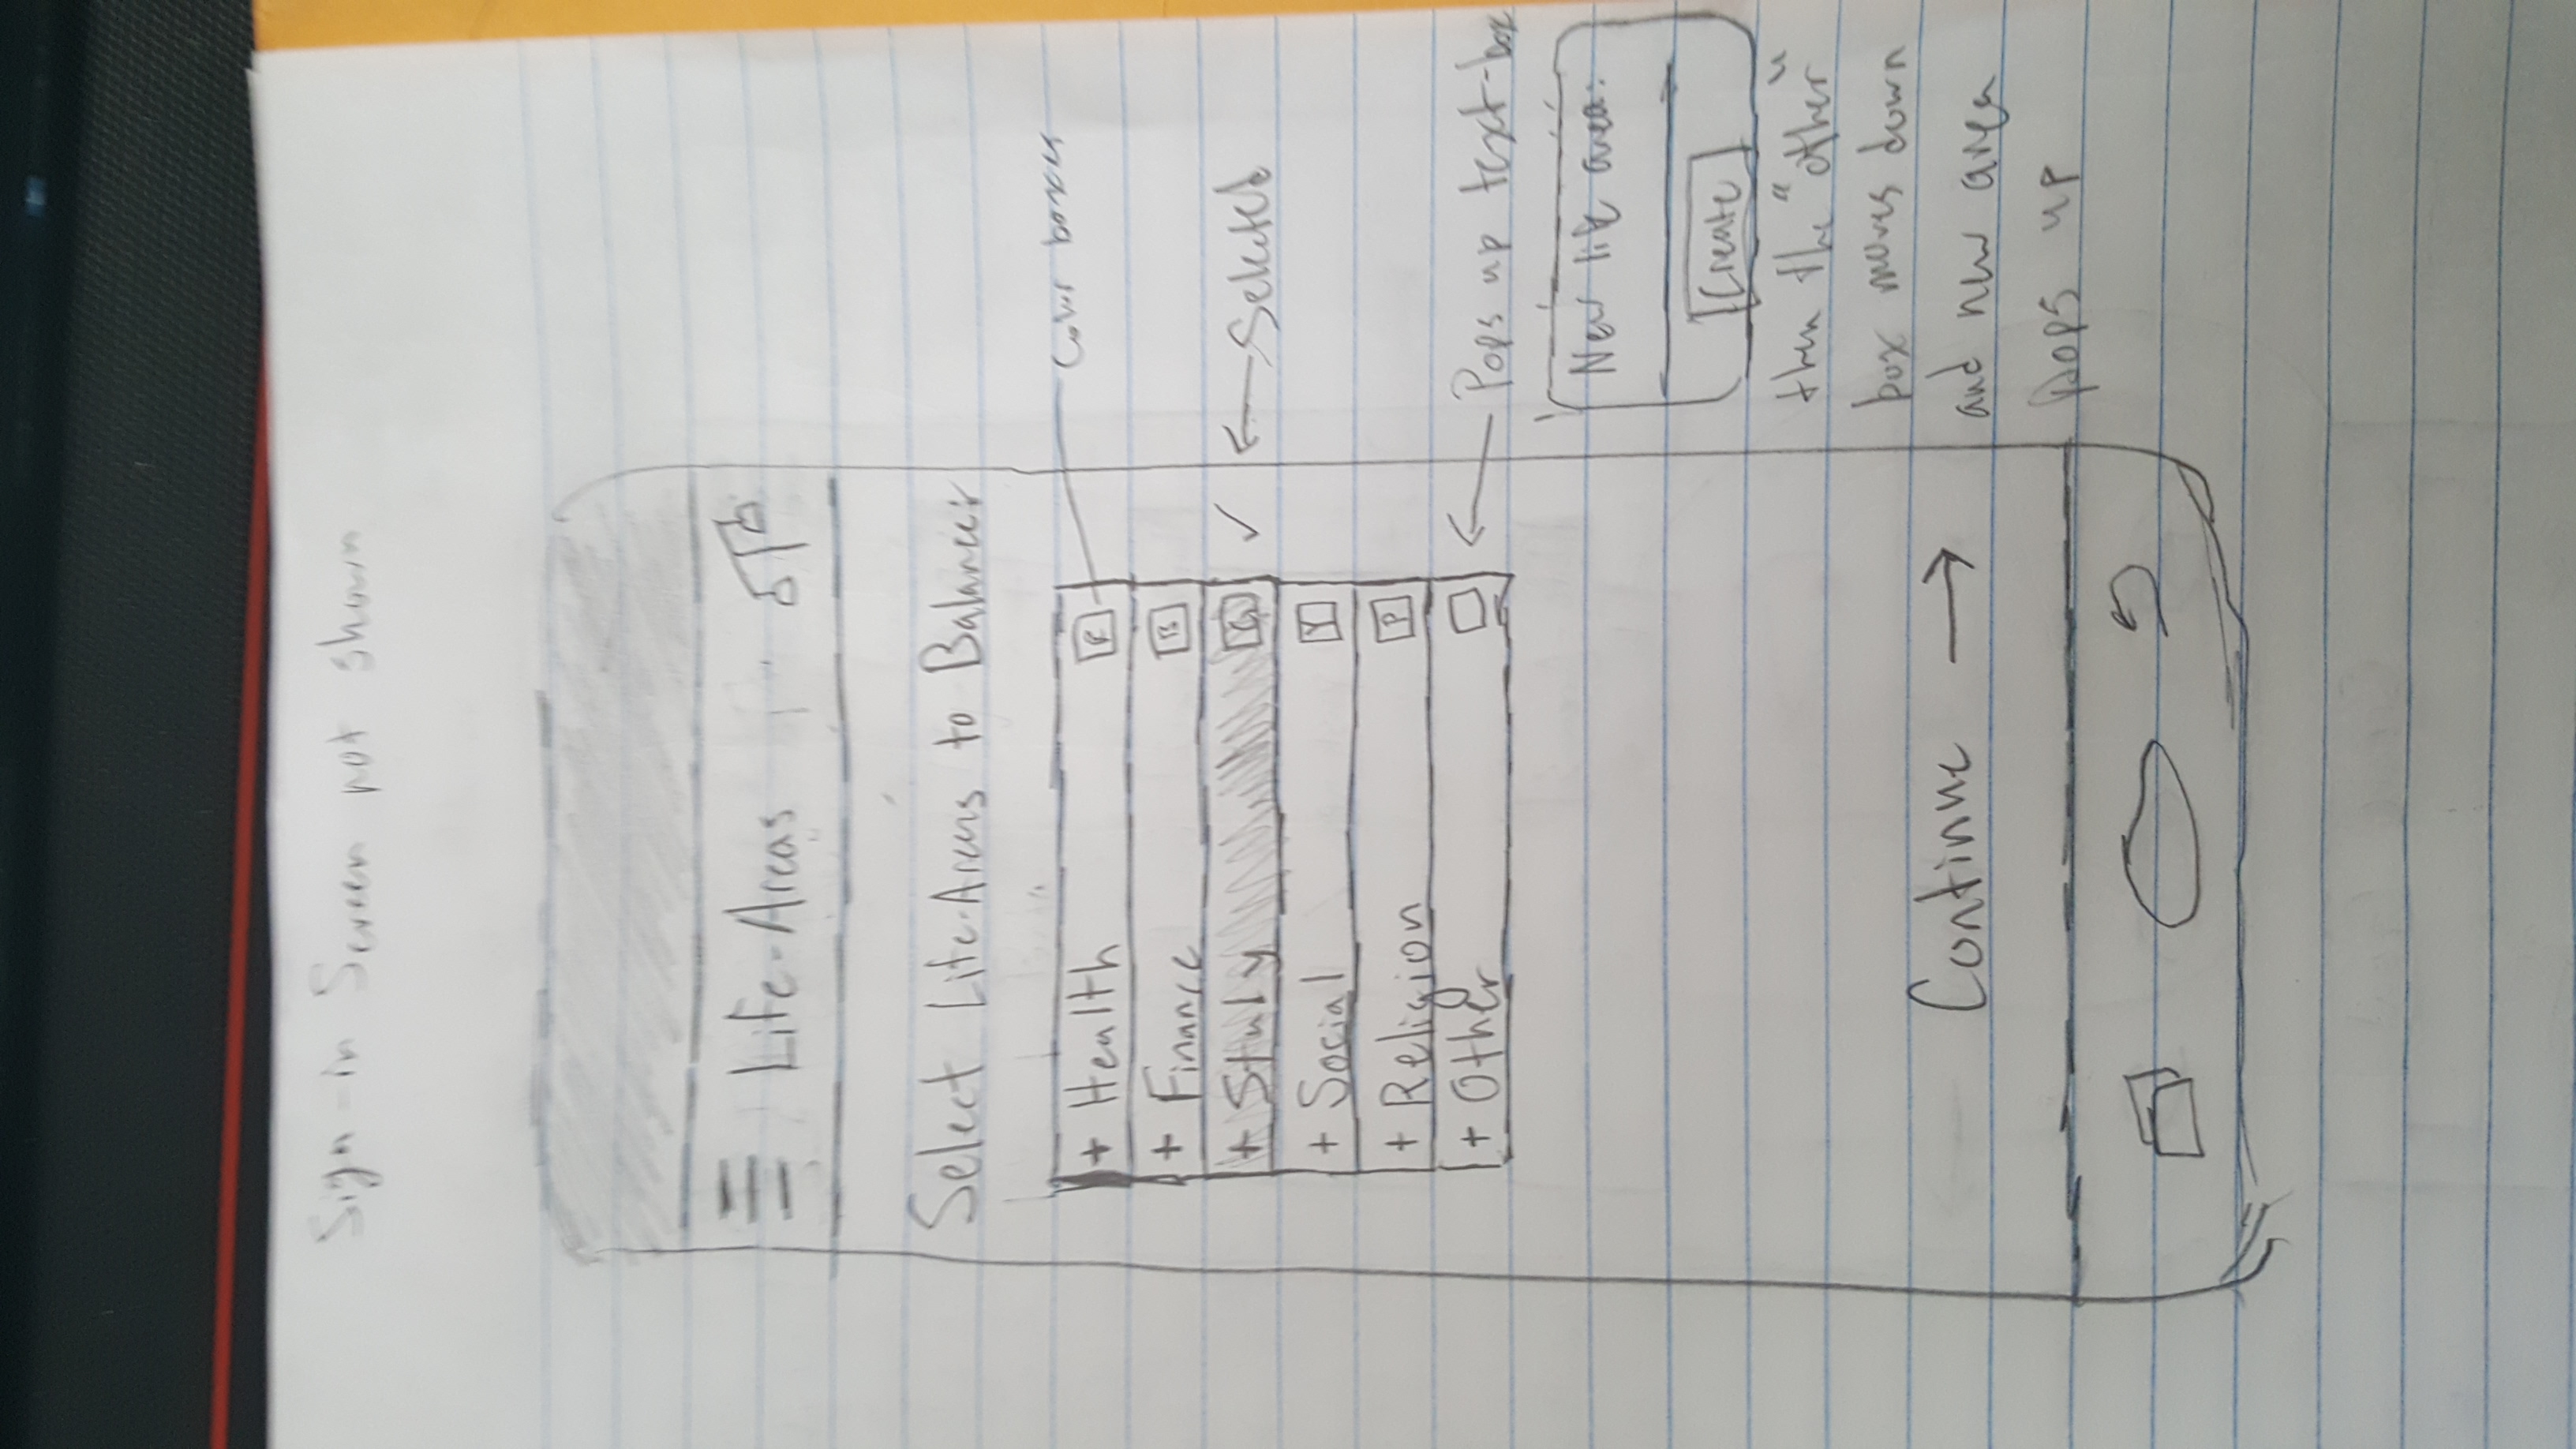 Sign-in Screen not shown
Life-Areas
Select Life-Areas to Balance:
+ Health R
Color boxes
+ Finance B
+ Study G ✓
Selected
+ Social Y
+ Religion P
+ Other
Pops up text-box
New life area:
Create
then the "other"
box moves down
and new area
pops up
Continue →